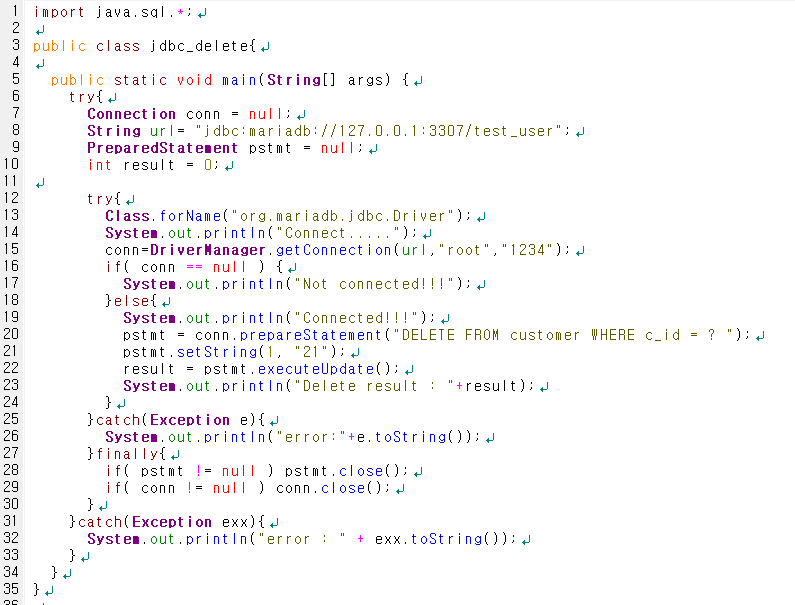 1 import java.sql.*;
2
3 public class jdbc_delete{
4
5   public static void main(String[] args) {
6     try{
7       Connection conn = null;
8       String url= "jdbc:mariadb://127.0.0.1:3307/test_user";
9       PreparedStatement pstmt = null;
10       int result = 0;
11
12       try{
13         Class.forName("org.mariadb.jdbc.Driver");
14         System.out.println("Connect.....");
15         conn=DriverManager.getConnection(url,"root","1234");
16         if( conn == null ) {
17           System.out.println("Not connected!!!");
18         }else{
19           System.out.println("Connected!!!");
20           pstmt = conn.prepareStatement("DELETE FROM customer WHERE c_id = ? ");
21           pstmt.setString(1, "21");
22           result = pstmt.executeUpdate();
23           System.out.println("Delete result : "+result);
24         }
25       }catch(Exception e){
26         System.out.println("error:"+e.toString());
27       }finally{
28         if( pstmt != null ) pstmt.close();
29         if( conn != null ) conn.close();
30       }
31     }catch(Exception exx){
32       System.out.println("error : " + exx.toString());
33     }
34   }
35 }